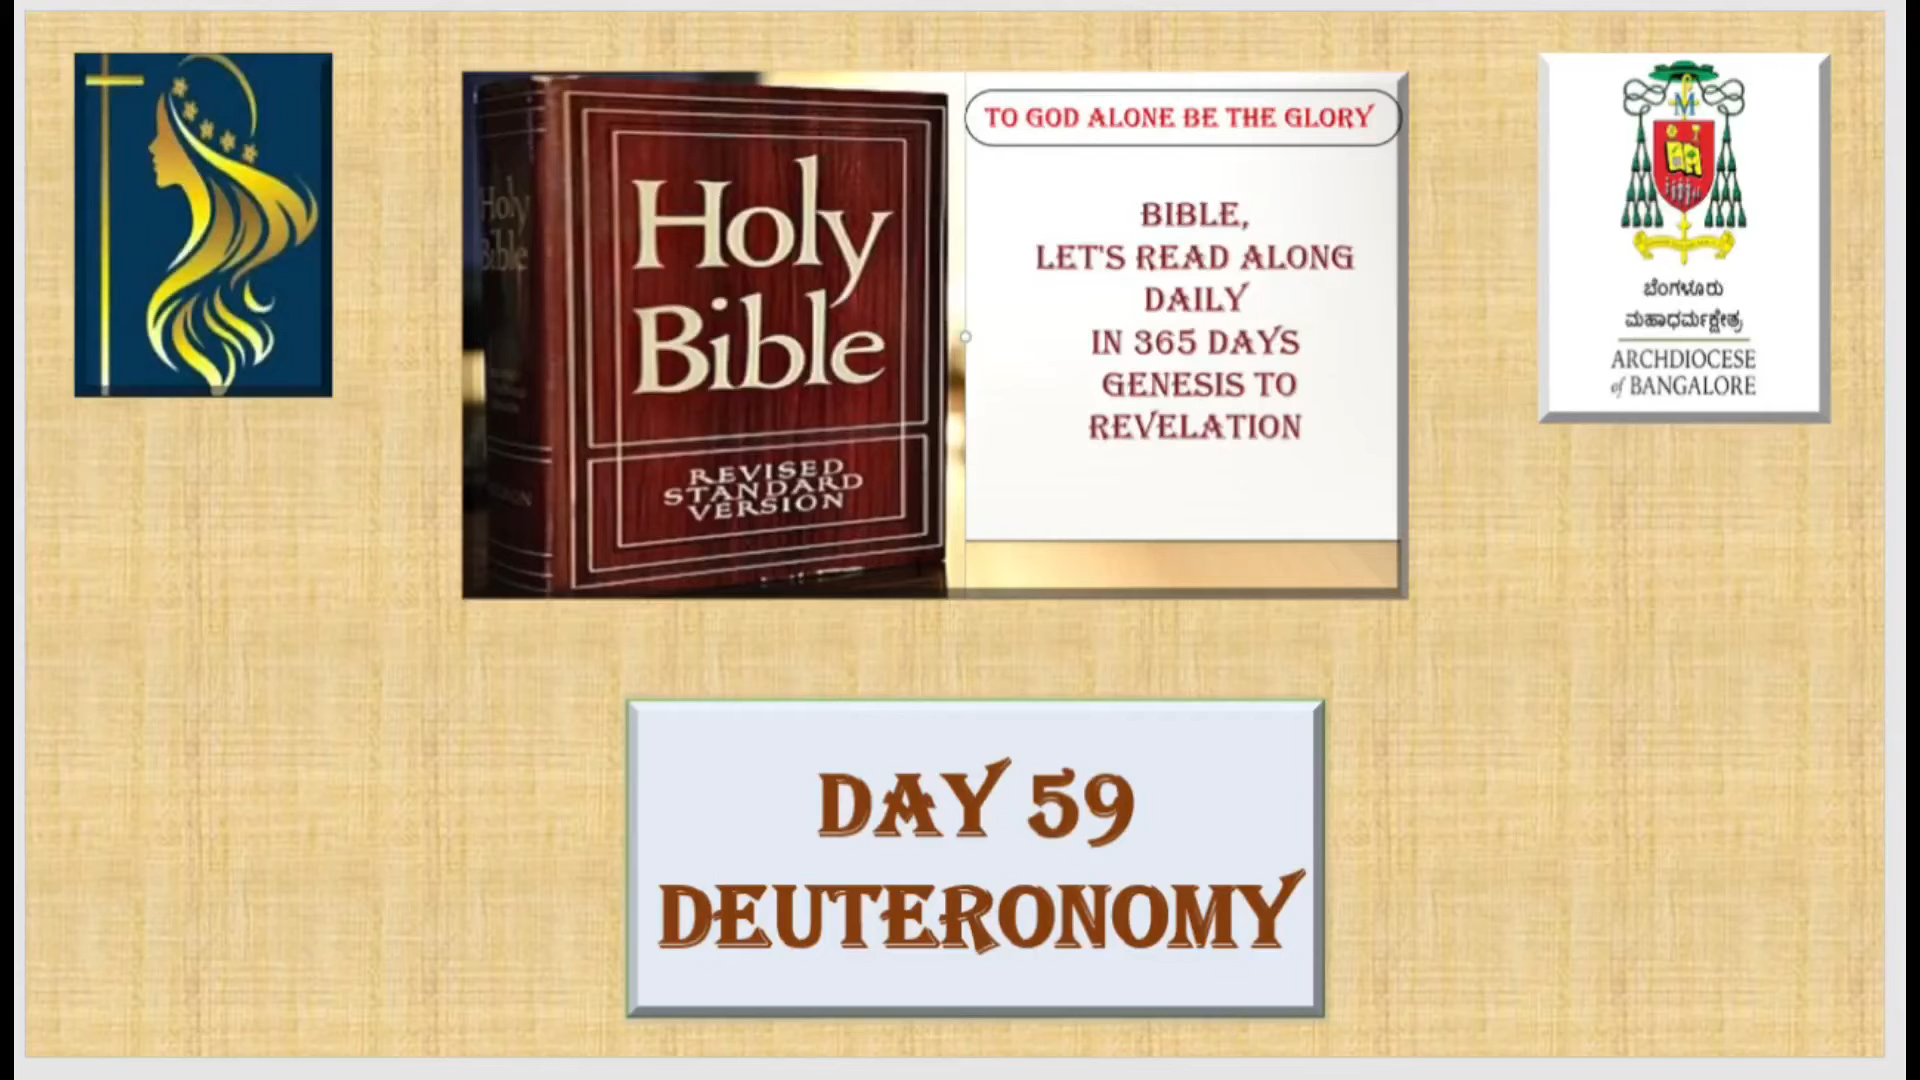 TO GOD ALONE BE THE GLORY
Holy
Bible
REVISED
STANDARD
VERSION
Holy
Bible
BIBLE,
LET'S READ ALONG
DAILY
IN 365 DAYS
GENESIS TO
REVELATION
M
ಬೆಂಗಳೂರು
ಮಹಾಧರ್ಮಕ್ಷೇತ್ರ
ARCHDIOCESE
of BANGALORE
DAY 59
DEUTERONOMY